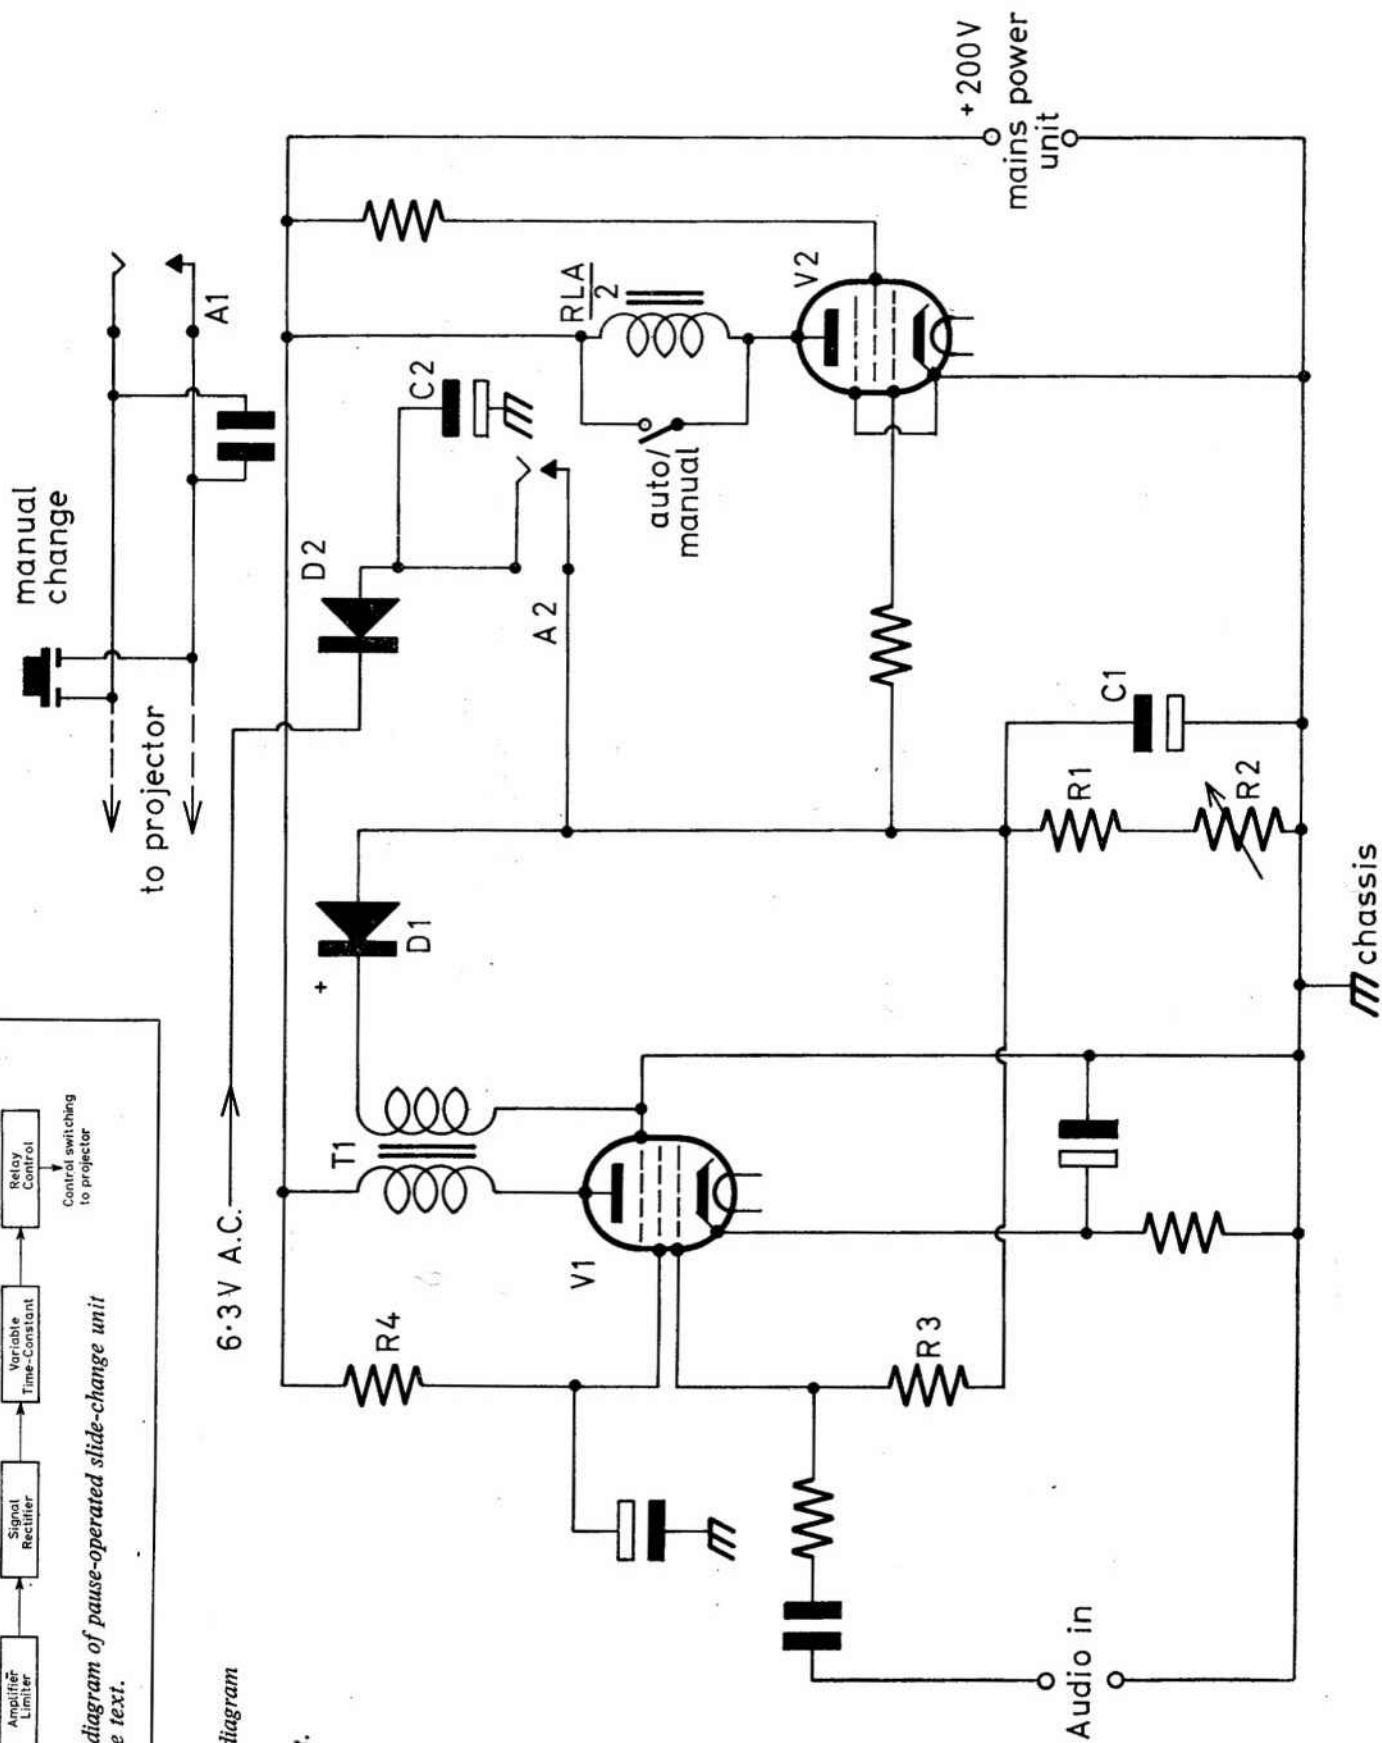 Amplifier
Limiter
Signal
Rectifier
Variable
Time-Constant
Relay
Control
Control switching
to projector
diagram of pause-operated slide-change unit
e text.
diagram
6·3V A.C.
manual
change
to projector
A1
R4
T1
+
D1
D2
C2
A2
RLA
2
auto/
manual
V1
V2
R3
R1
R2
C1
+200V
mains power
unit
Audio in
chassis